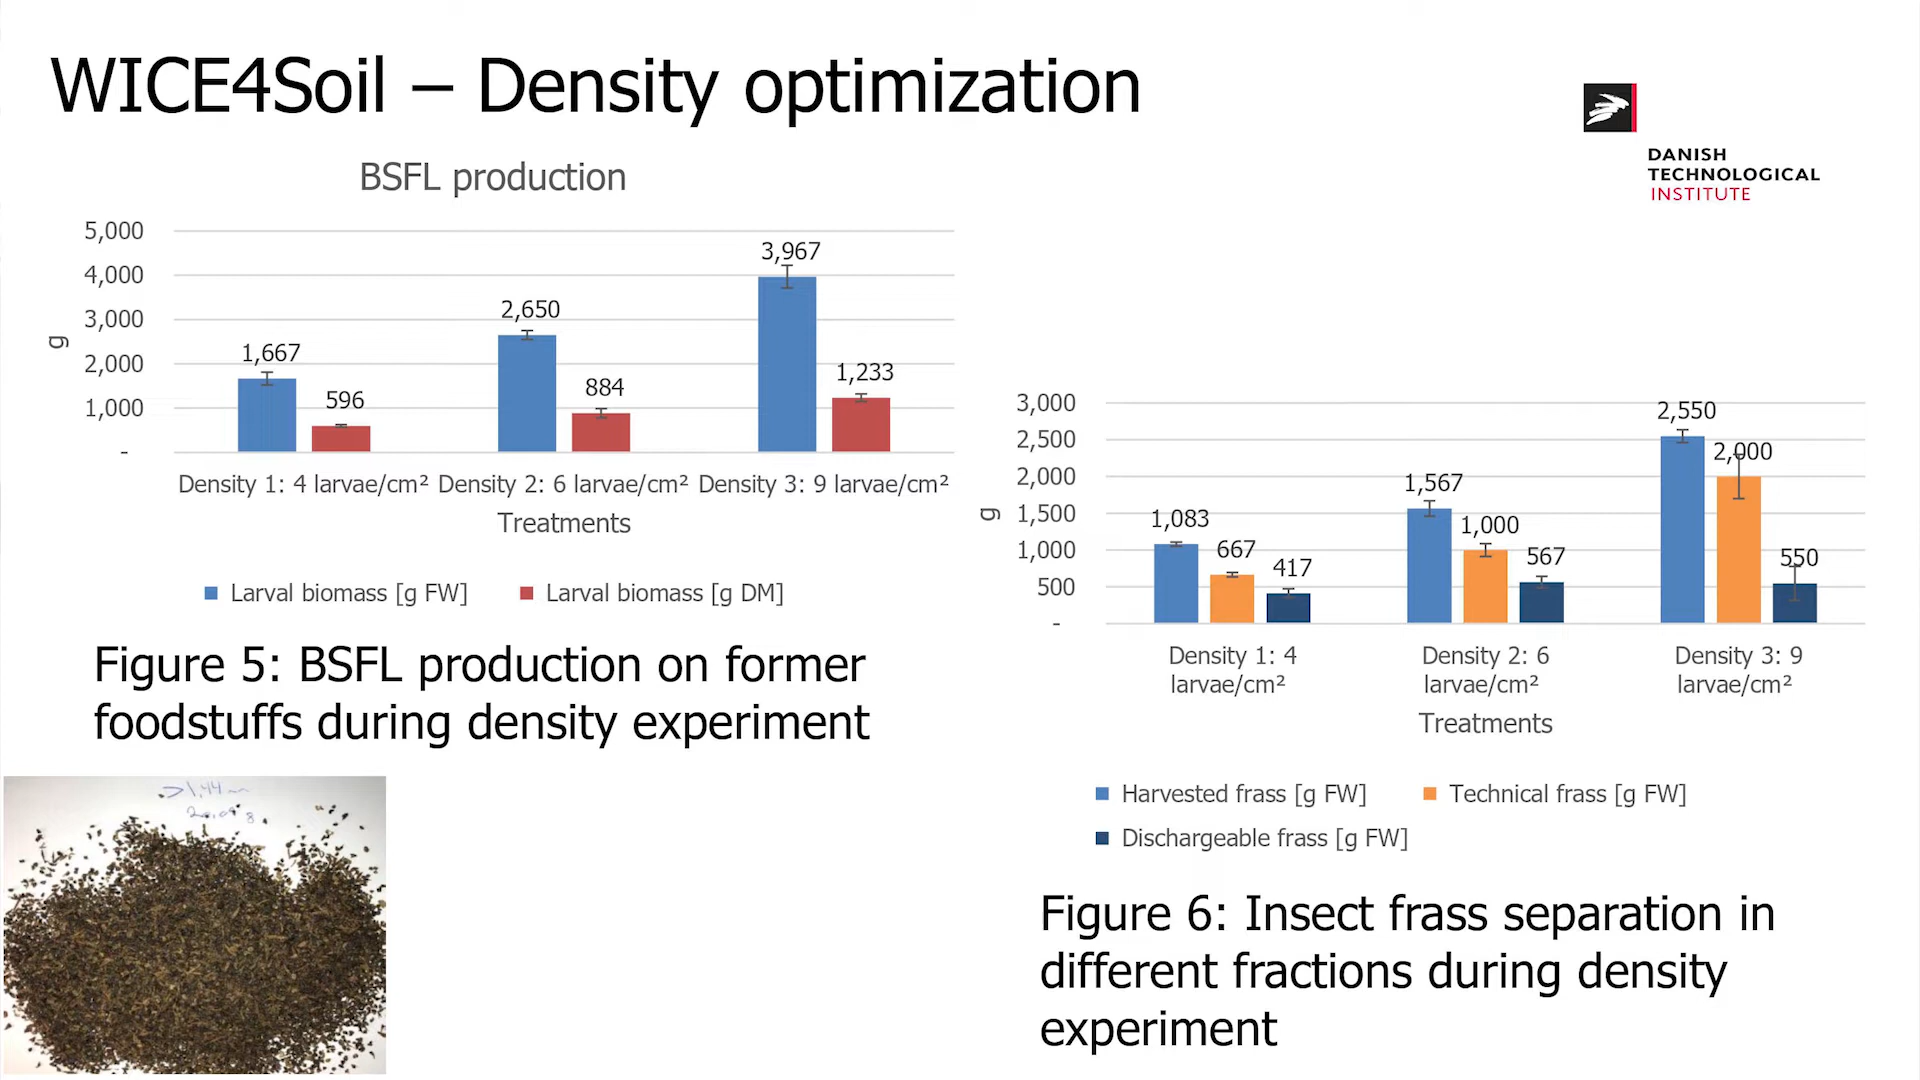 WICE4Soil – Density optimization
DANISH
TECHNOLOGICAL
INSTITUTE
BSFL production
5,000
4,000
3,000
2,000
1,000
-
g
1,667
596
2,650
884
3,967
1,233
Density 1: 4 larvae/cm² Density 2: 6 larvae/cm² Density 3: 9 larvae/cm²
Treatments
Larval biomass [g FW] Larval biomass [g DM]
Figure 5: BSFL production on former
foodstuffs during density experiment
>1,44
3,000
2,500
2,000
1,500
1,000
500
-
g
1,083
667
417
1,567
1,000
567
2,550
2,000
550
Density 1: 4 Density 2: 6 Density 3: 9
larvae/cm² larvae/cm² larvae/cm²
Treatments
Harvested frass [g FW] Technical frass [g FW]
Dischargeable frass [g FW]
Figure 6: Insect frass separation in
different fractions during density
experiment